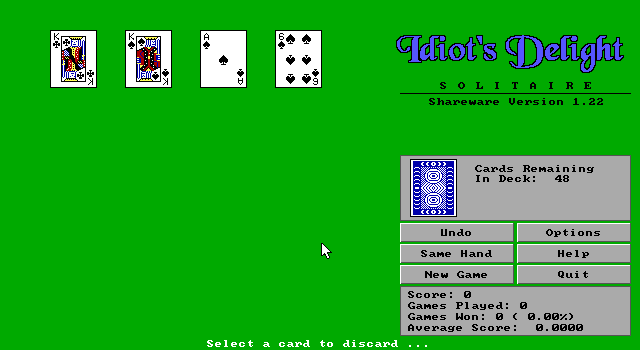 K K A 6
Idiot's Delight
SOLITAIRE
Shareware Version 1.22
K K A 6
Cards Remaining
In Deck: 48
Undo Options
Same Hand Help
New Game Quit
Score: 0
Games Played: 0
Games Won: 0 ( 0.00%)
Average Score: 0.0000
Select a card to discard ...